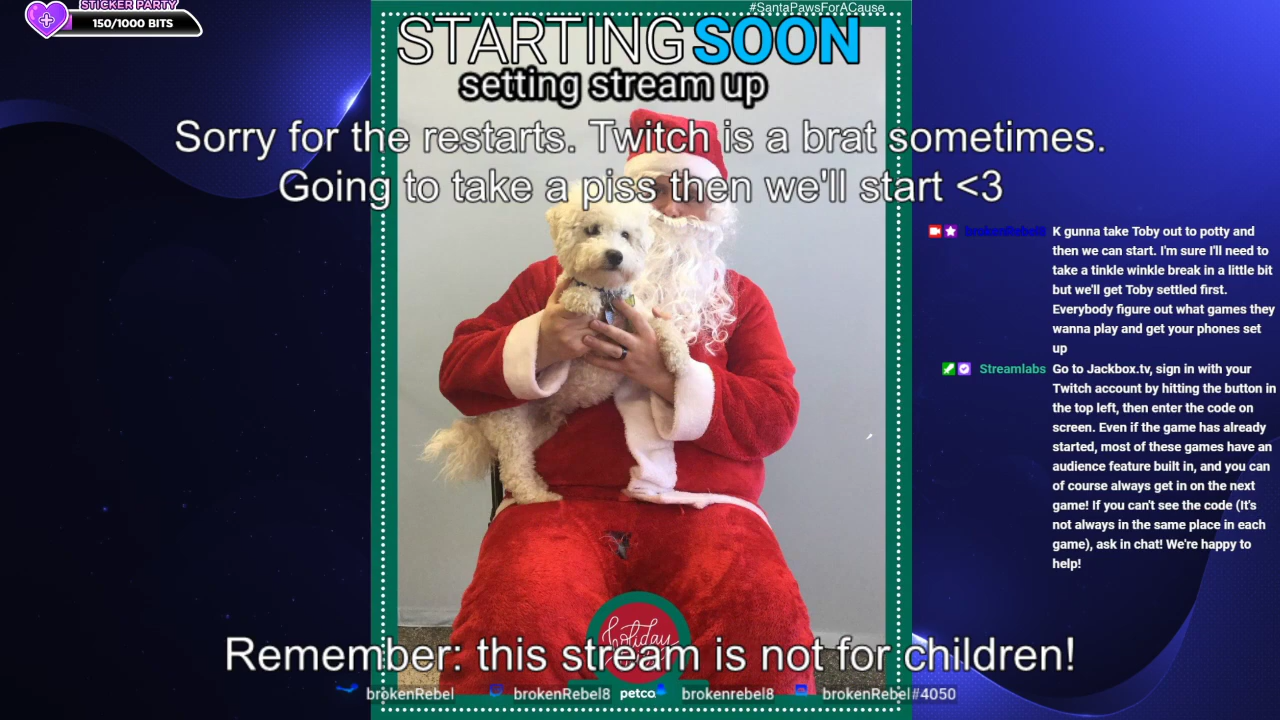 STICKER PARTY
150/1000 BITS
#SantaPawsForACause
STARTING SOON
setting stream up
Sorry for the restarts. Twitch is a brat sometimes.
Going to take a piss then we'll start <3
brokenRebel8 K gunna take Toby out to potty and
then we can start. I'm sure I'll need to
take a tinkle winkle break in a little bit
but we'll get Toby settled first.
Everybody figure out what games they
wanna play and get your phones set
up
Streamlabs Go to Jackbox.tv, sign in with your
Twitch account by hitting the button in
the top left, then enter the code on
screen. Even if the game has already
started, most of these games have an
audience feature built in, and you can
of course always get in on the next
game! If you can't see the code (It's
not always in the same place in each
game), ask in chat! We're happy to
help!
holiday
Remember: this stream is not for children!
brokenRebel brokenRebel8 petco brokenrebel8 brokenRebel#4050